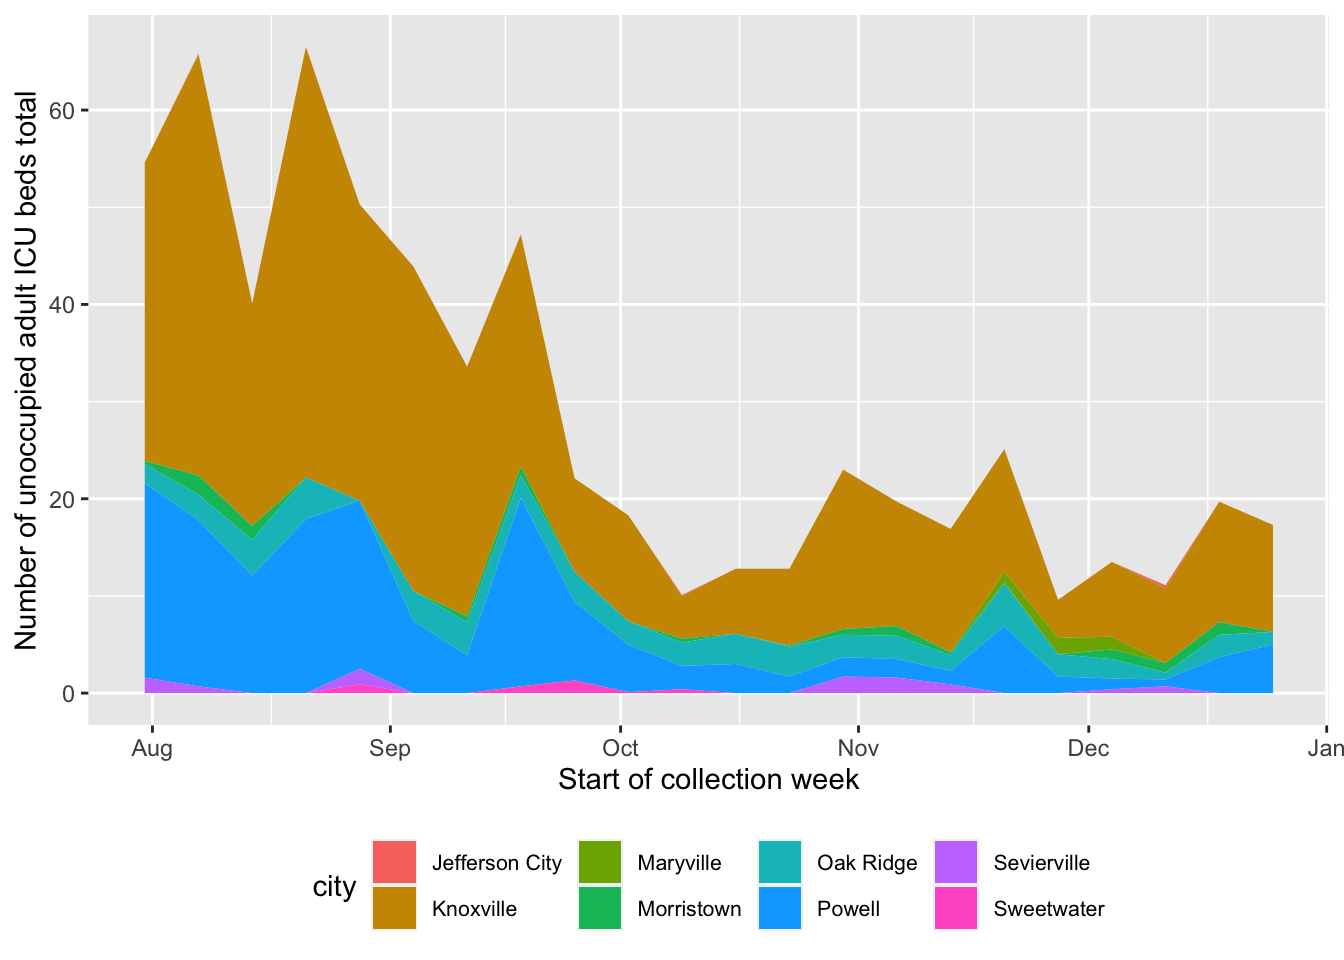 Number of unoccupied adult ICU beds total
60
40
20
0
Aug Sep Oct Nov Dec Jan
Start of collection week
city
Jefferson City Maryville Oak Ridge Sevierville
Knoxville Morristown Powell Sweetwater